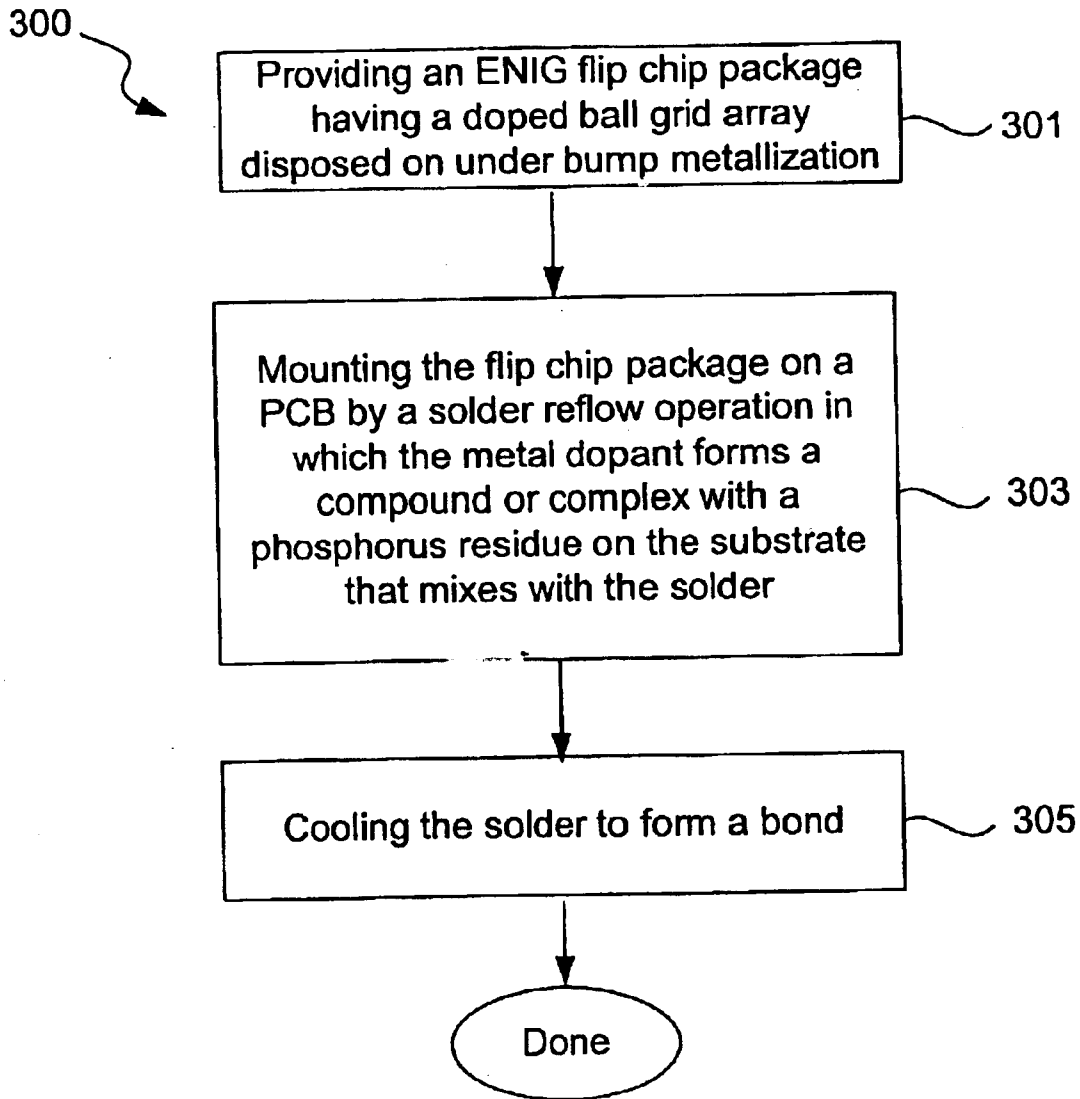 300
Providing an ENIG flip chip package
having a doped ball grid array
disposed on under bump metallization
301
Mounting the flip chip package on a
PCB by a solder reflow operation in
which the metal dopant forms a
compound or complex with a
phosphorus residue on the substrate
that mixes with the solder
303
Cooling the solder to form a bond
305
Done